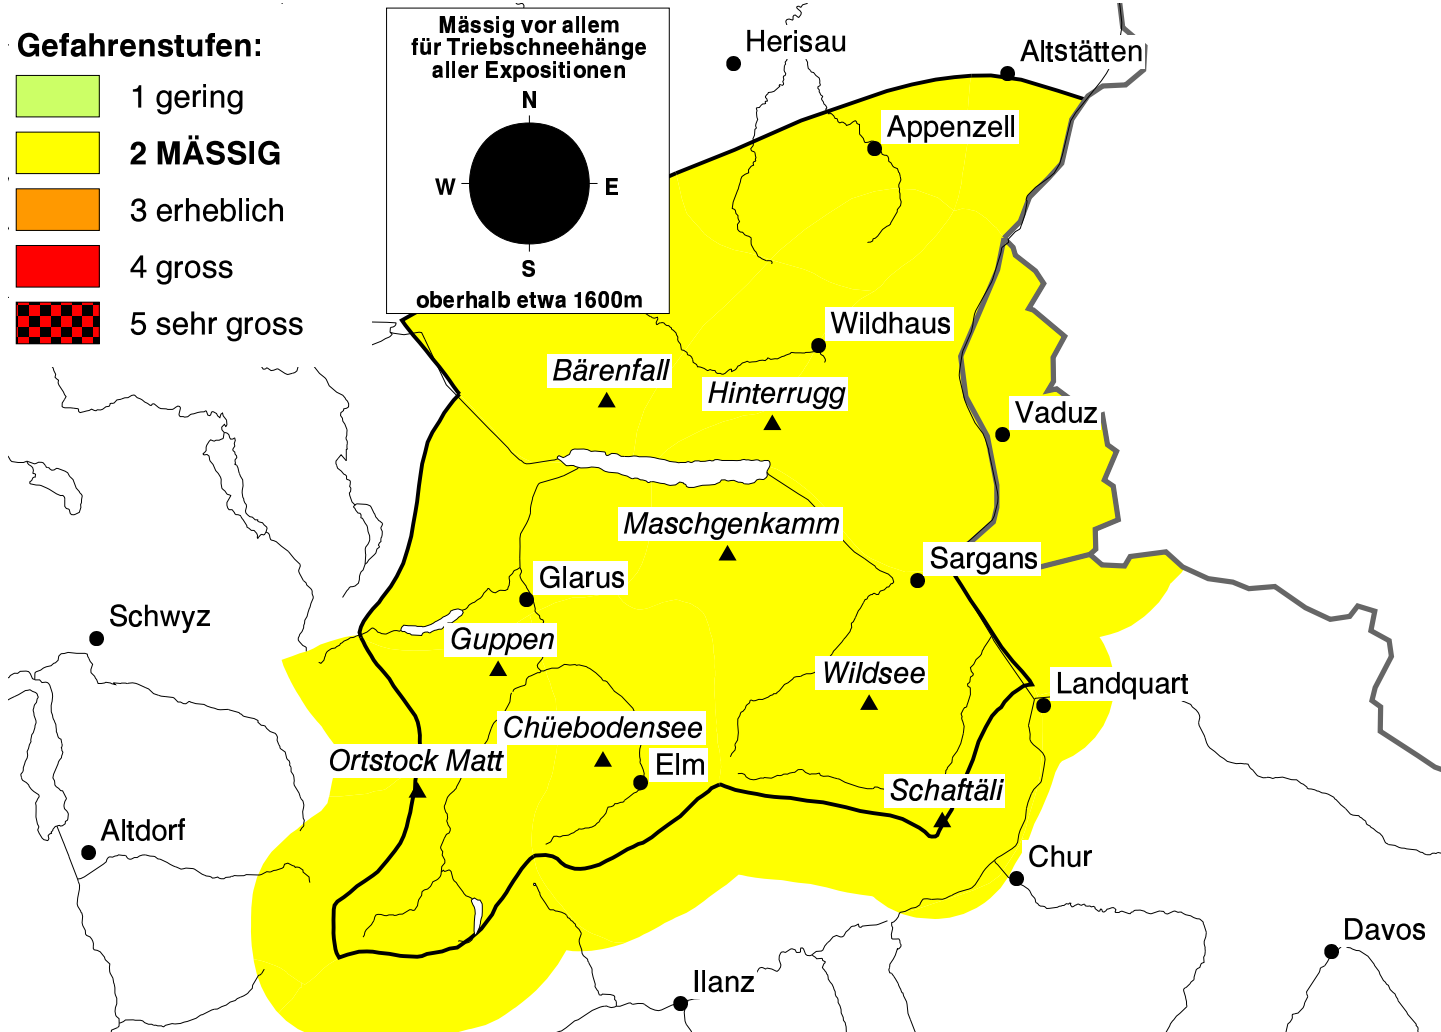 Gefahrenstufen:
1 gering
2 MÄSSIG
3 erheblich
4 gross
5 sehr gross
Mässig vor allem
für Triebschneehänge
aller Expositionen
N
W
E
S
oberhalb etwa 1600m
Herisau
Altstätten
Appenzell
Wildhaus
Bärenfall
Hinterrugg
Vaduz
Maschgenkamm
Sargans
Glarus
Schwyz
Guppen
Wildsee
Landquart
Chüebodensee
Ortstock Matt
Elm
Schaftäli
Altdorf
Chur
Davos
Ilanz